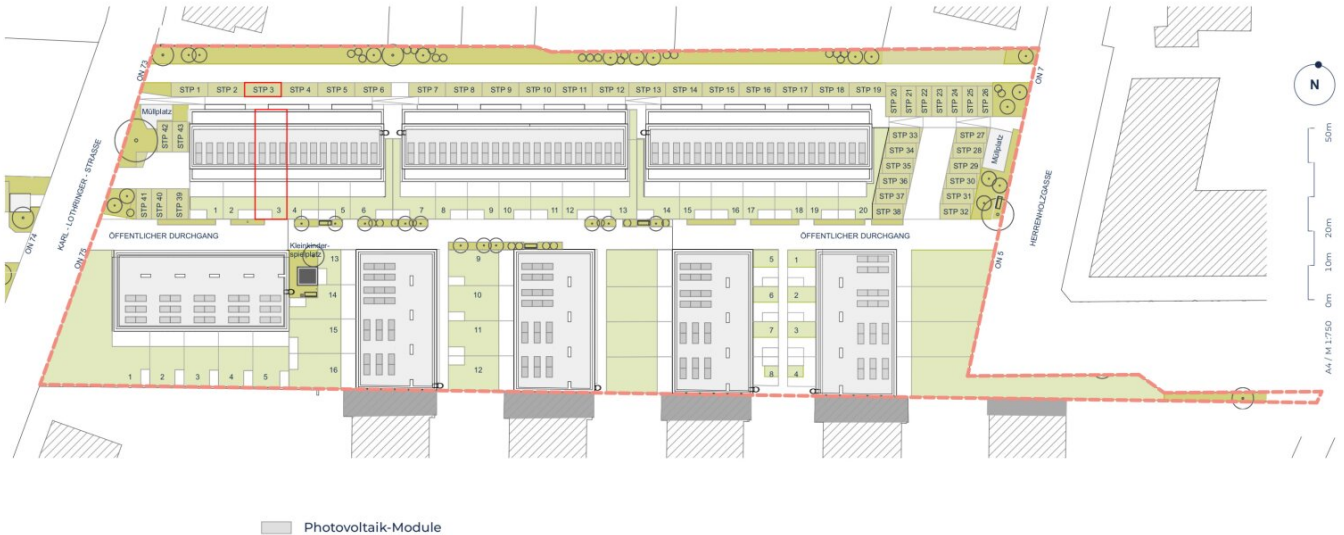 ON 73
ON 7
STP 1 STP 2 STP 3 STP 4 STP 5 STP 6 STP 7 STP 8 STP 9 STP 10 STP 11 STP 12 STP 13 STP 14 STP 15 STP 16 STP 17 STP 18 STP 19
STP 20
STP 21
STP 22
STP 23
STP 24
STP 25
STP 26
N
Müllplatz
STP 42
STP 43
STP 33
STP 34
STP 35
STP 36
STP 37
STP 38
STP 27
STP 28
STP 29
STP 30
STP 31
STP 32
Müllplatz
KARL - LOTHRINGER - STRASSE
HERRENHOLZGASSE
STP 41
STP 40
STP 39
1 2 3 4 5 6 7 8 9 10 11 12 13 14 15 16 17 18 19 20
ON 74
ON 75
ON 5
ÖFFENTLICHER DURCHGANG
ÖFFENTLICHER DURCHGANG
Kleinkinder-
spielplatz
13
14
15
16
9
10
11
12
5
6
7
8
1
2
3
4
1 2 3 4 5
50m
20m
10m
0m
A4 / M 1:750
Photovoltaik-Module